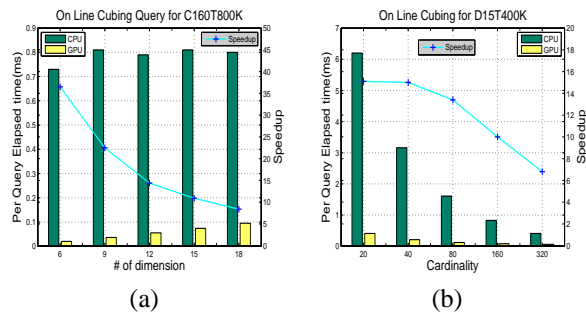 On Line Cubing Query for C160T800K
CPU
GPU
Speedup
Per Query Elapsed time(ms)
0.9
0.8
0.7
0.6
0.5
0.4
0.3
0.2
0.1
0
50
45
40
35
30
25
20
15
10
5
0
Speedup
6 9 12 15 18
# of dimension
(a)
On Line Cubing for D15T400K
Speedup
CPU
GPU
Per Query Elapsed time(ms)
7
6
5
4
3
2
1
0
20
18
16
14
12
10
8
6
4
2
0
Speedup
20 40 80 160 320
Cardinality
(b)